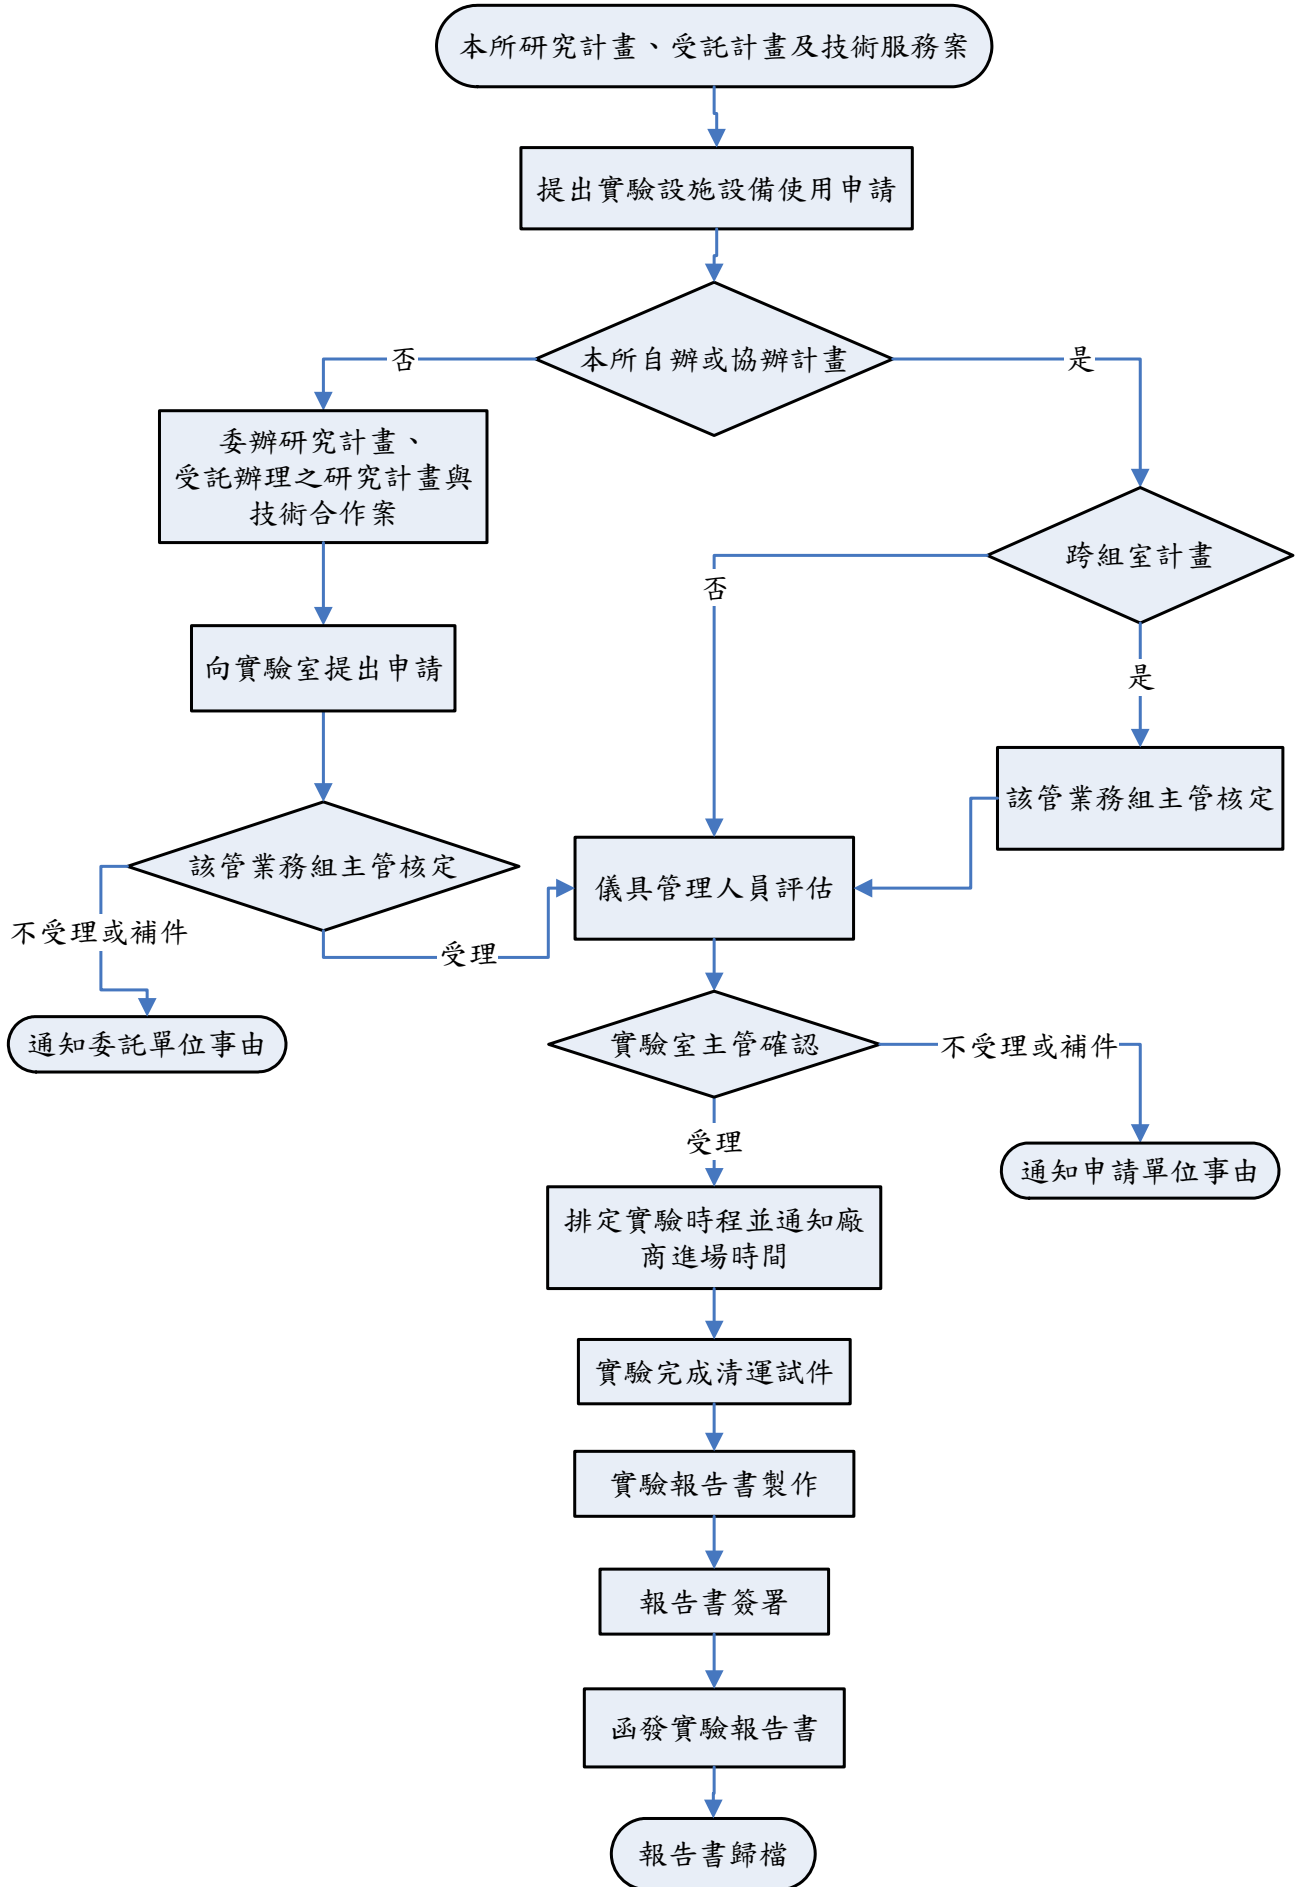 本所研究計畫、受託計畫及技術服務案
提出實驗設施設備使用申請
本所自辦或協辦計畫
否
是
委辦研究計畫、
受託辦理之研究計畫與
技術合作案
跨組室計畫
否
是
向實驗室提出申請
該管業務組主管核定
該管業務組主管核定
儀具管理人員評估
不受理或補件
受理
通知委託單位事由
實驗室主管確認
不受理或補件
受理
通知申請單位事由
排定實驗時程並通知廠
商進場時間
實驗完成清運試件
實驗報告書製作
報告書簽署
函發實驗報告書
報告書歸檔